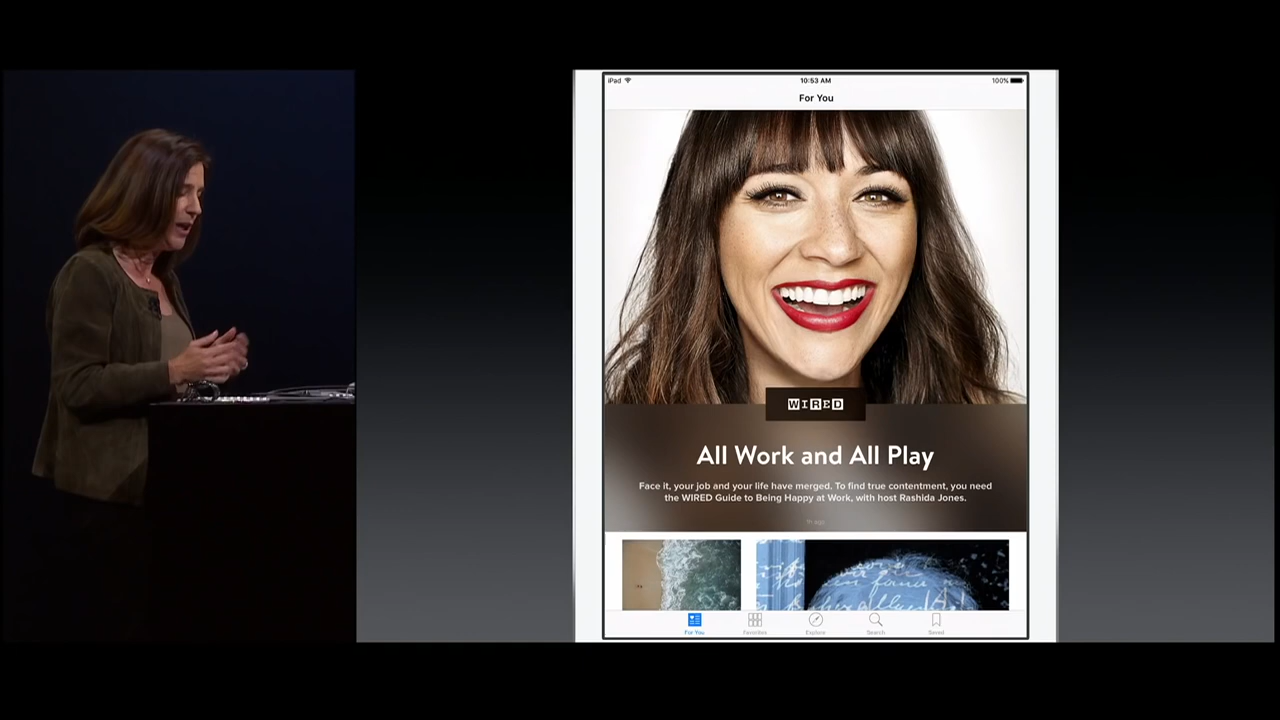 iPad
10:53 AM
100%
For You
WIRED
All Work and All Play
Face it, your job and your life have merged. To find true contentment, you need
the WIRED Guide to Being Happy at Work, with host Rashida Jones.
1h ago
For You
Favorites
Explore
Search
Saved